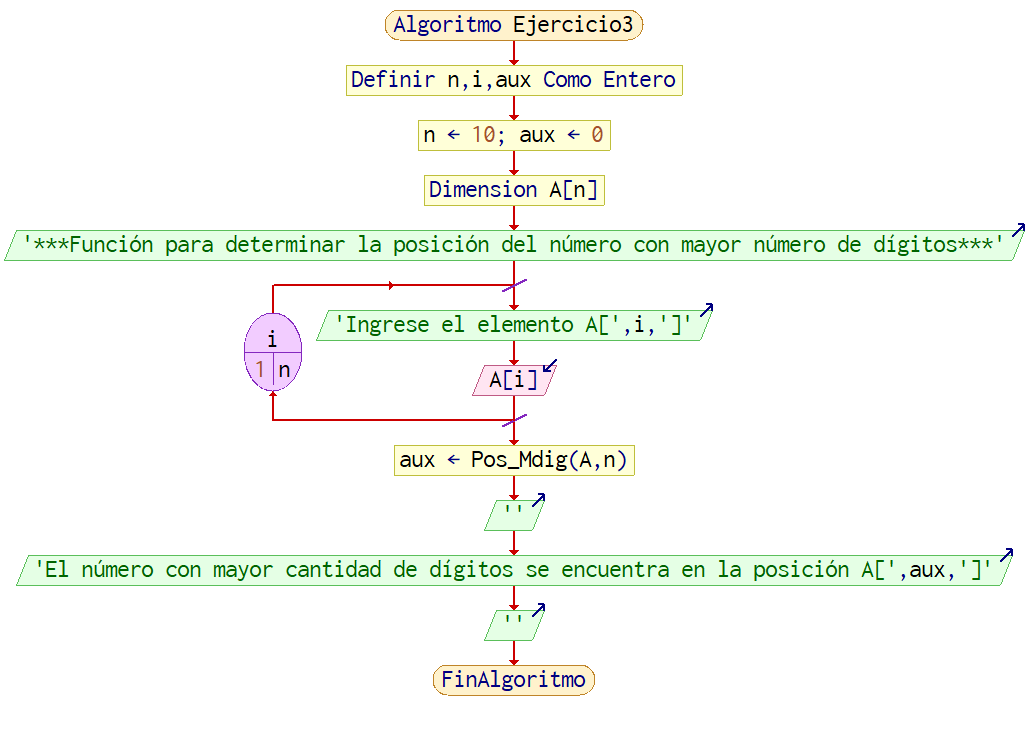 Algoritmo Ejercicio3
Definir n,i,aux Como Entero
n ← 10; aux ← 0
Dimension A[n]
'***Función para determinar la posición del número con mayor número de dígitos***'
'Ingrese el elemento A[',i,']'
i
1 n
A[i]
aux ← Pos_Mdig(A,n)
''
'El número con mayor cantidad de dígitos se encuentra en la posición A[',aux,']'
''
FinAlgoritmo